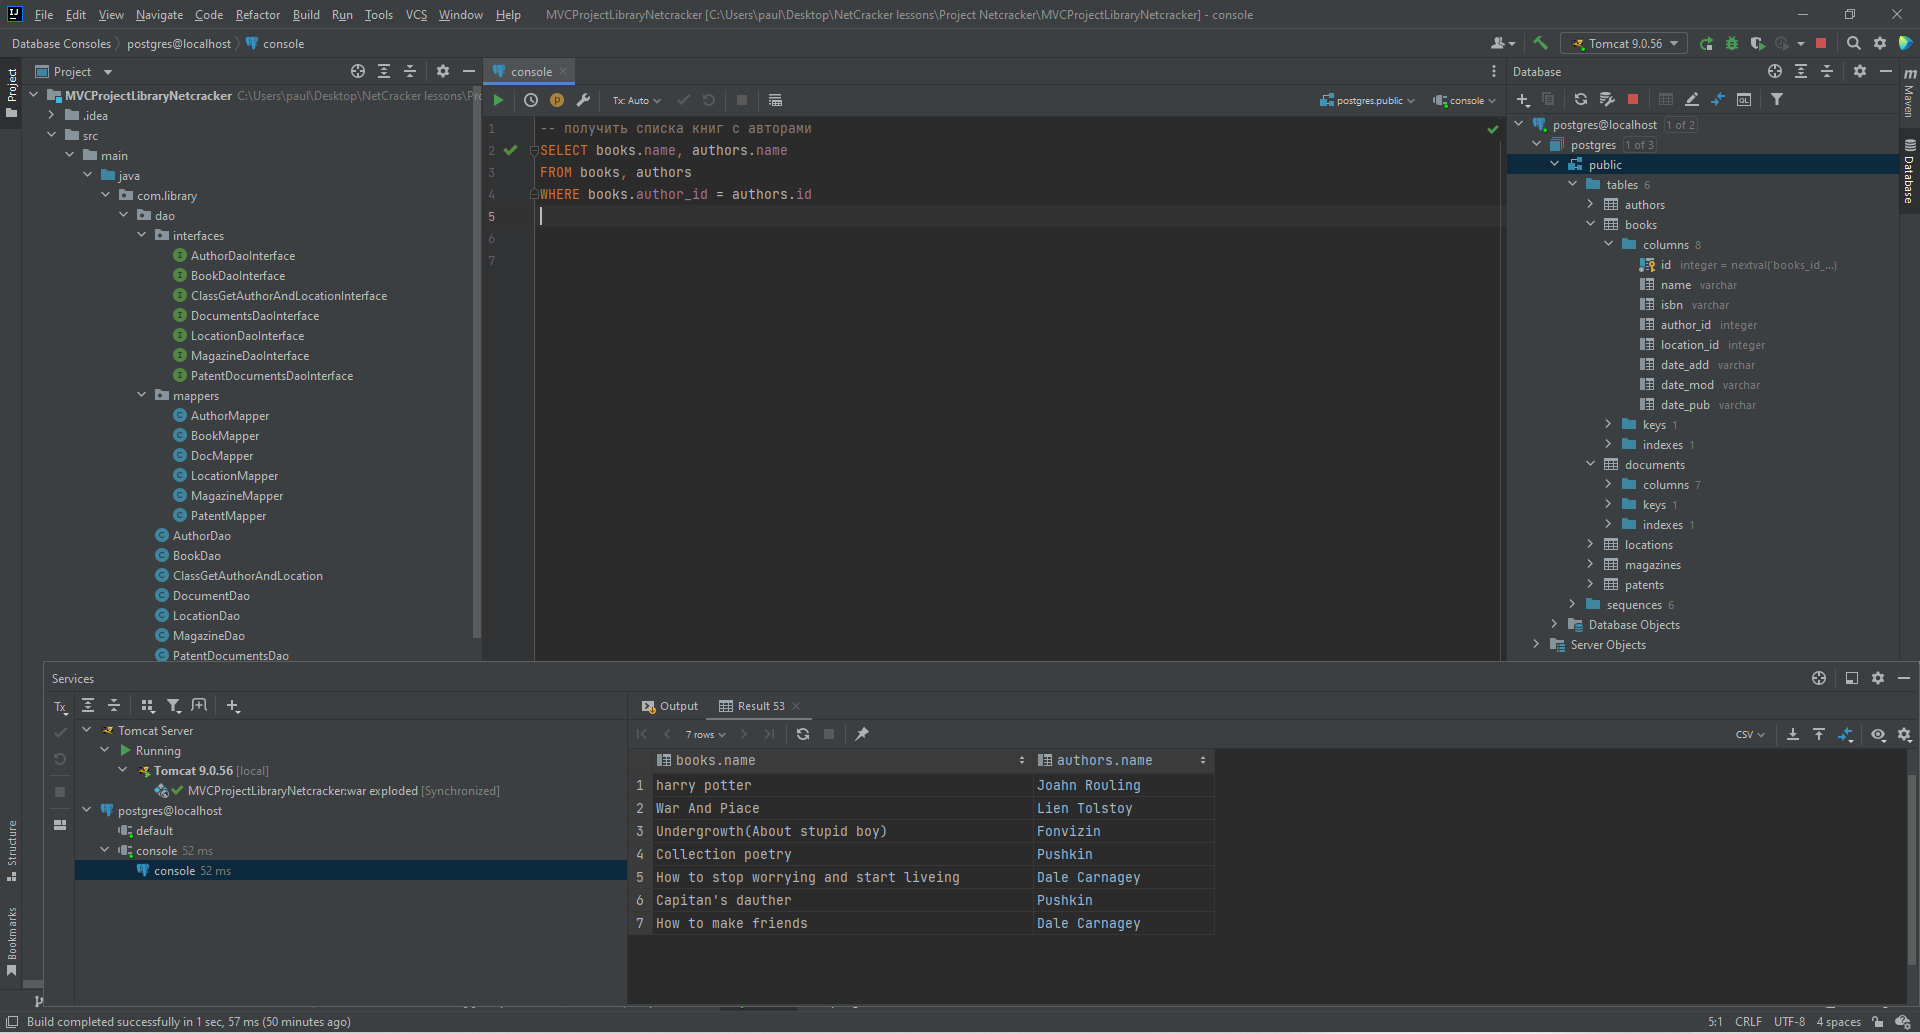 File Edit View Navigate Code Refactor Build Run Tools VCS Window Help MVCProjectLibraryNetcracker [C:\Users\paul\Desktop\NetCracker lessons\Project Netcracker\MVCProjectLibraryNetcracker] - console
Database Consoles postgres@localhost console Tomcat 9.0.56
Project
Project
MVCProjectLibraryNetcracker C:\Users\paul\Desktop\NetCracker lessons\Pro
.idea
src
main
java
com.library
dao
interfaces
AuthorDaoInterface
BookDaoInterface
ClassGetAuthorAndLocationInterface
DocumentsDaoInterface
LocationDaoInterface
MagazineDaoInterface
PatentDocumentsDaoInterface
mappers
AuthorMapper
BookMapper
DocMapper
LocationMapper
MagazineMapper
PatentMapper
AuthorDao
BookDao
ClassGetAuthorAndLocation
DocumentDao
LocationDao
MagazineDao
PatentDocumentsDao
console
Tx: Auto postgres.public console
1 -- получить списка книг с авторами
2 SELECT books.name, authors.name
3 FROM books, authors
4 WHERE books.author_id = authors.id
5
6
7
Database
postgres@localhost 1 of 2
postgres 1 of 3
public
tables 6
authors
books
columns 8
id integer = nextval('books_id_...)
name varchar
isbn varchar
author_id integer
location_id integer
date_add varchar
date_mod varchar
date_pub varchar
keys 1
indexes 1
documents
columns 7
keys 1
indexes 1
locations
magazines
patents
sequences 6
Database Objects
Server Objects
m
Maven
Database
Services
Tx
Tomcat Server
Running
Tomcat 9.0.56 [local]
MVCProjectLibraryNetcracker:war exploded [Synchronized]
postgres@localhost
default
console 52 ms
console 52 ms
Output Result 53
7 rows CSV
books.name authors.name
1 harry potter Joahn Rouling
2 War And Piace Lien Tolstoy
3 Undergrowth(About stupid boy) Fonvizin
4 Collection poetry Pushkin
5 How to stop worrying and start liveing Dale Carnagey
6 Capitan's dauther Pushkin
7 How to make friends Dale Carnagey
Structure
Bookmarks
Build completed successfully in 1 sec, 57 ms (50 minutes ago) 5:1 CRLF UTF-8 4 spaces